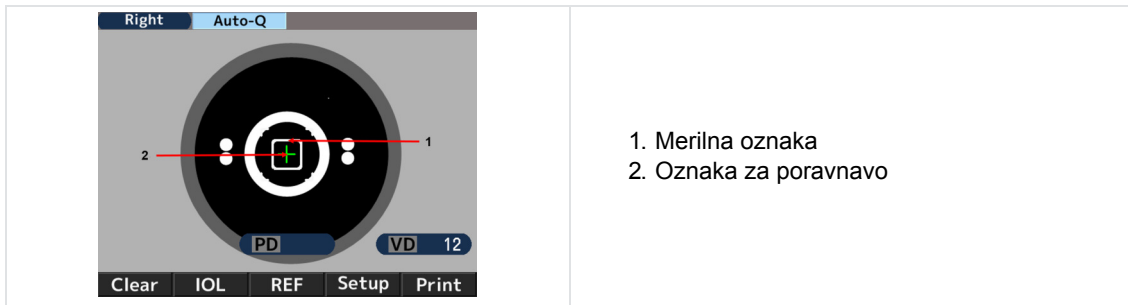 Right Auto-Q
1
2
PD VD 12
Clear IOL REF Setup Print
1. Merilna oznaka
2. Oznaka za poravnavo